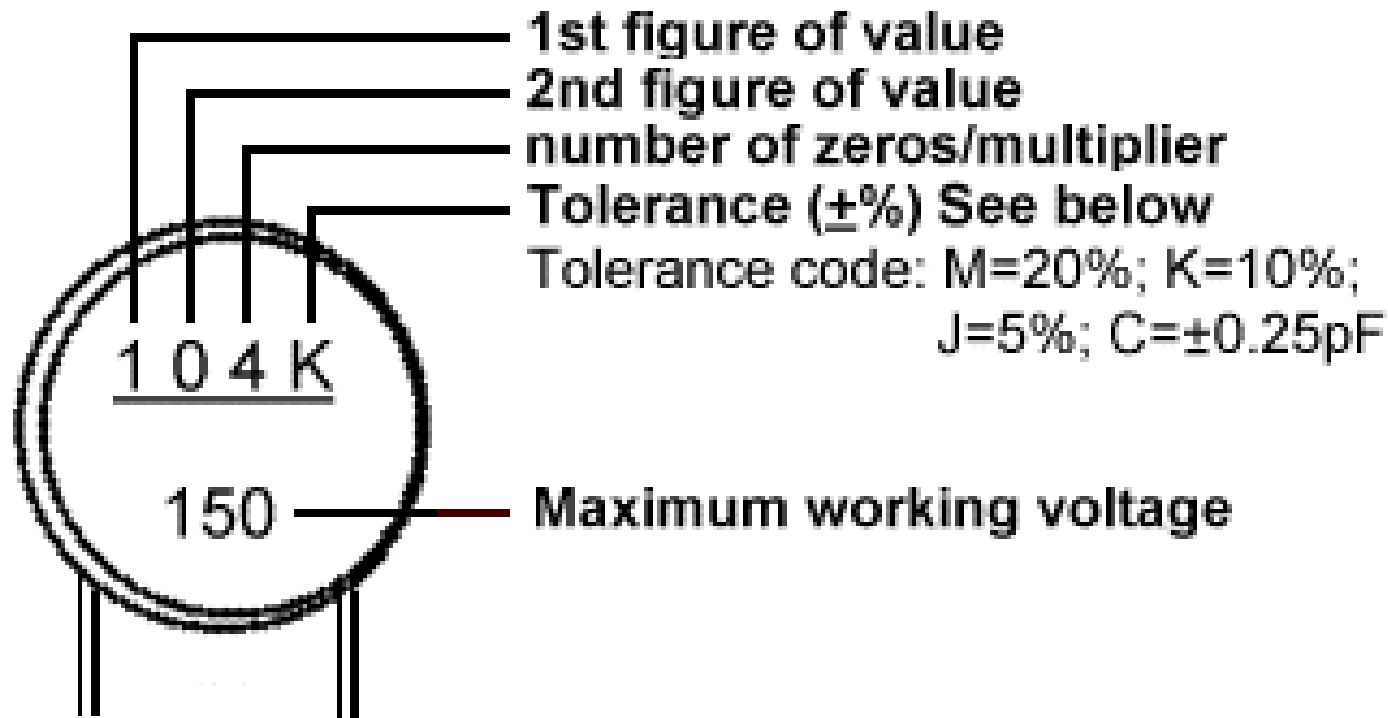 1st figure of value
2nd figure of value
number of zeros/multiplier
Tolerance (±%) See below
Tolerance code: M=20%; K=10%;
J=5%; C=±0.25pF
1 0 4 K
150
Maximum working voltage